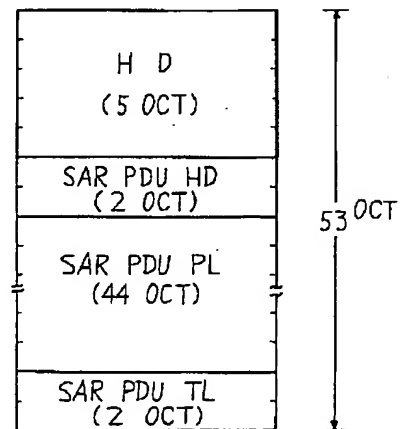 H D
(5 OCT)
SAR PDU HD
(2 OCT)
53 OCT
SAR PDU PL
(44 OCT)
SAR PDU TL
(2 OCT)